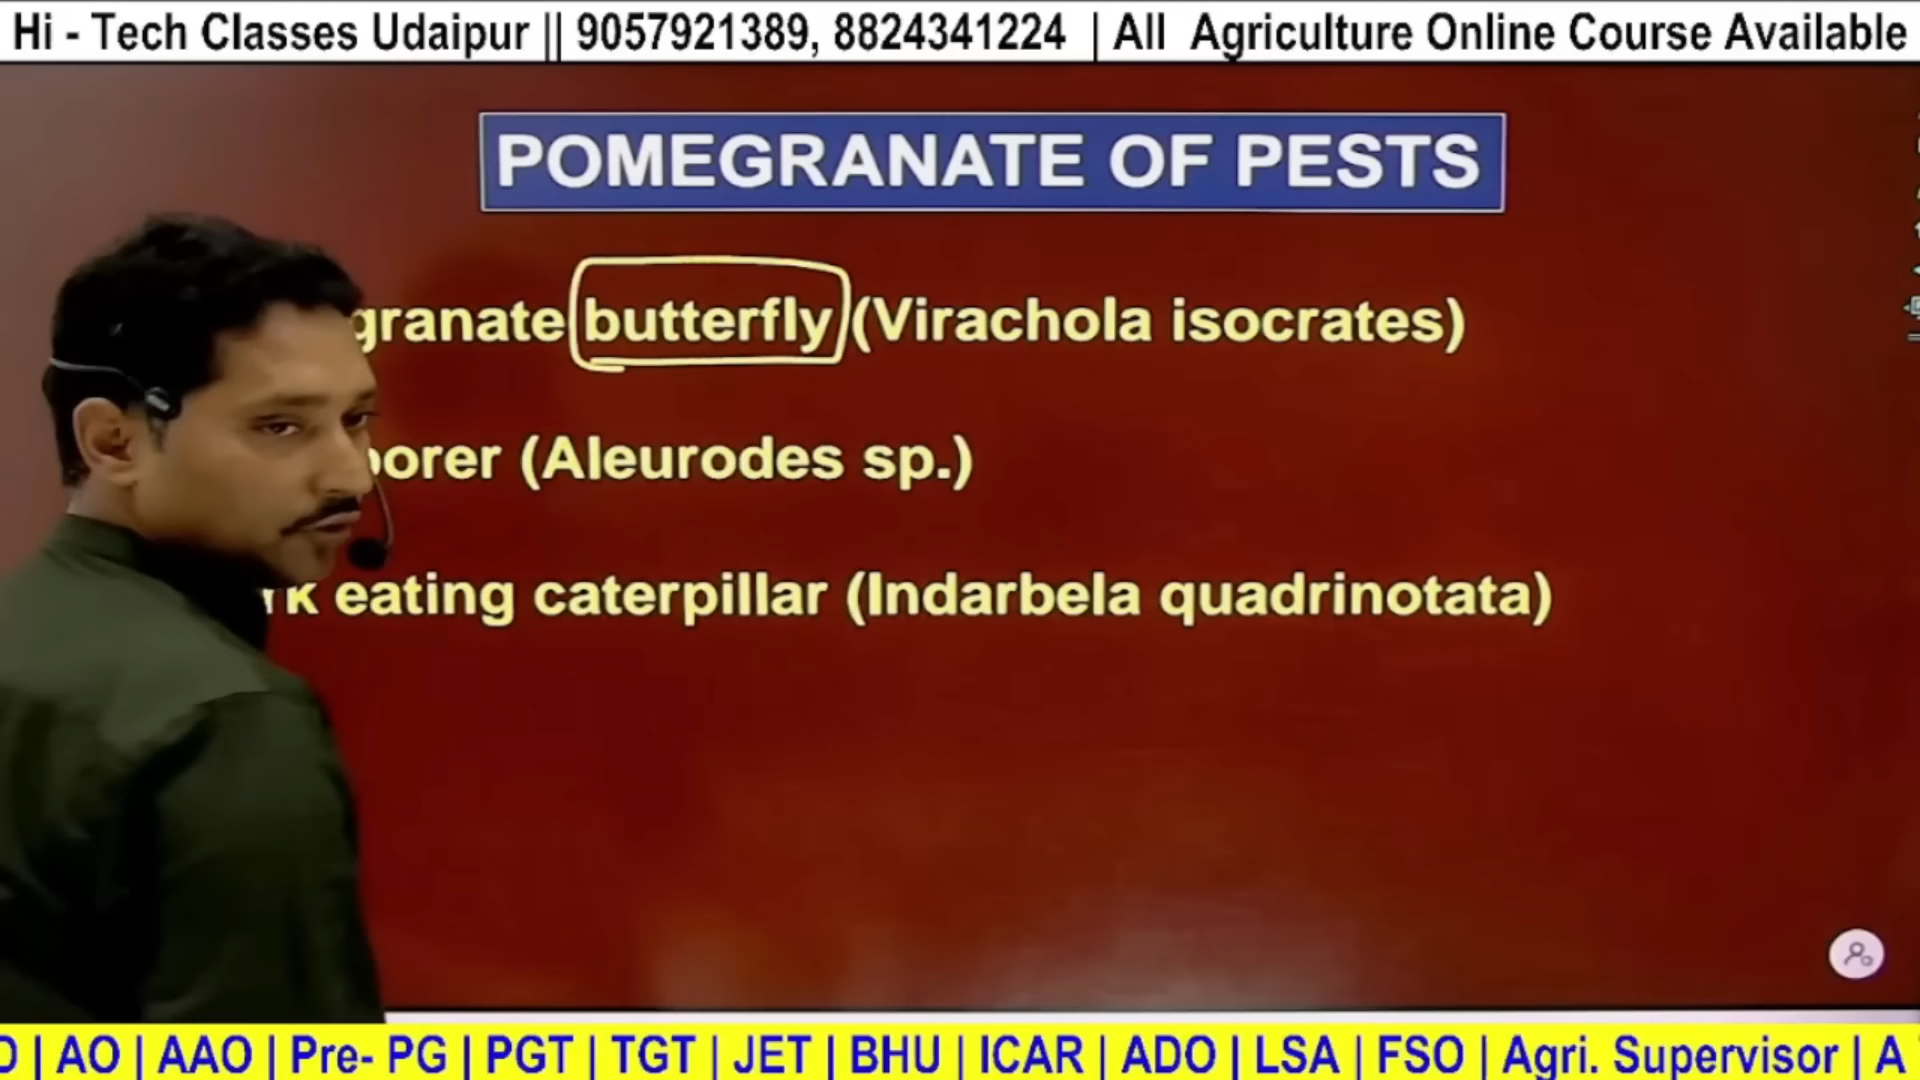 Hi - Tech Classes Udaipur || 9057921389, 8824341224 | All Agriculture Online Course Available
POMEGRANATE OF PESTS
granate butterfly (Virachola isocrates)
borer (Aleurodes sp.)
rk eating caterpillar (Indarbela quadrinotata)
O | AO | AAO | Pre- PG | PGT | TGT | JET | BHU | ICAR | ADO | LSA | FSO | Agri. Supervisor | A